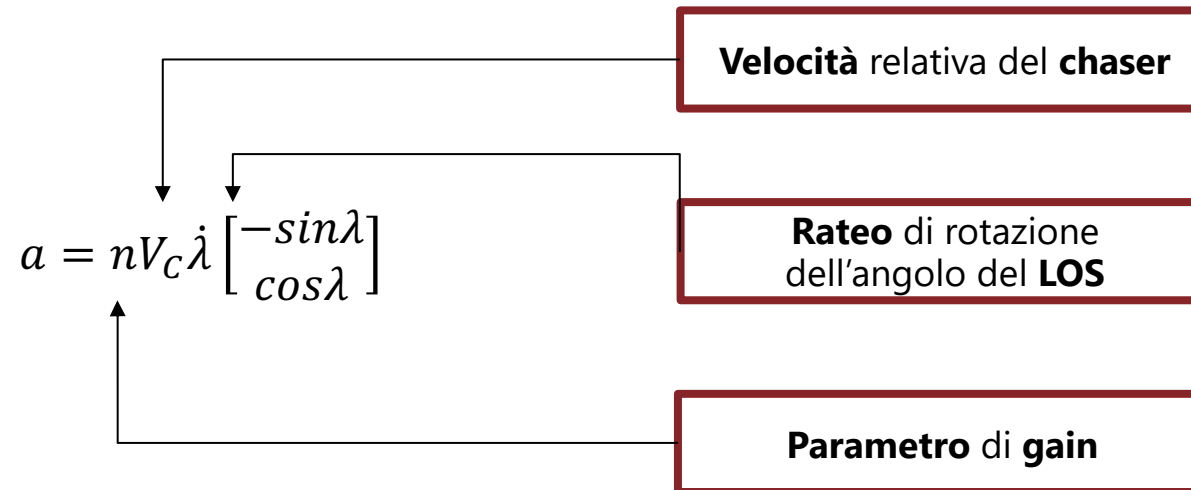 Velocità relativa del chaser
a = nV_C λ̇ [−sinλ
cosλ]
Rateo di rotazione
dell’angolo del LOS
Parametro di gain